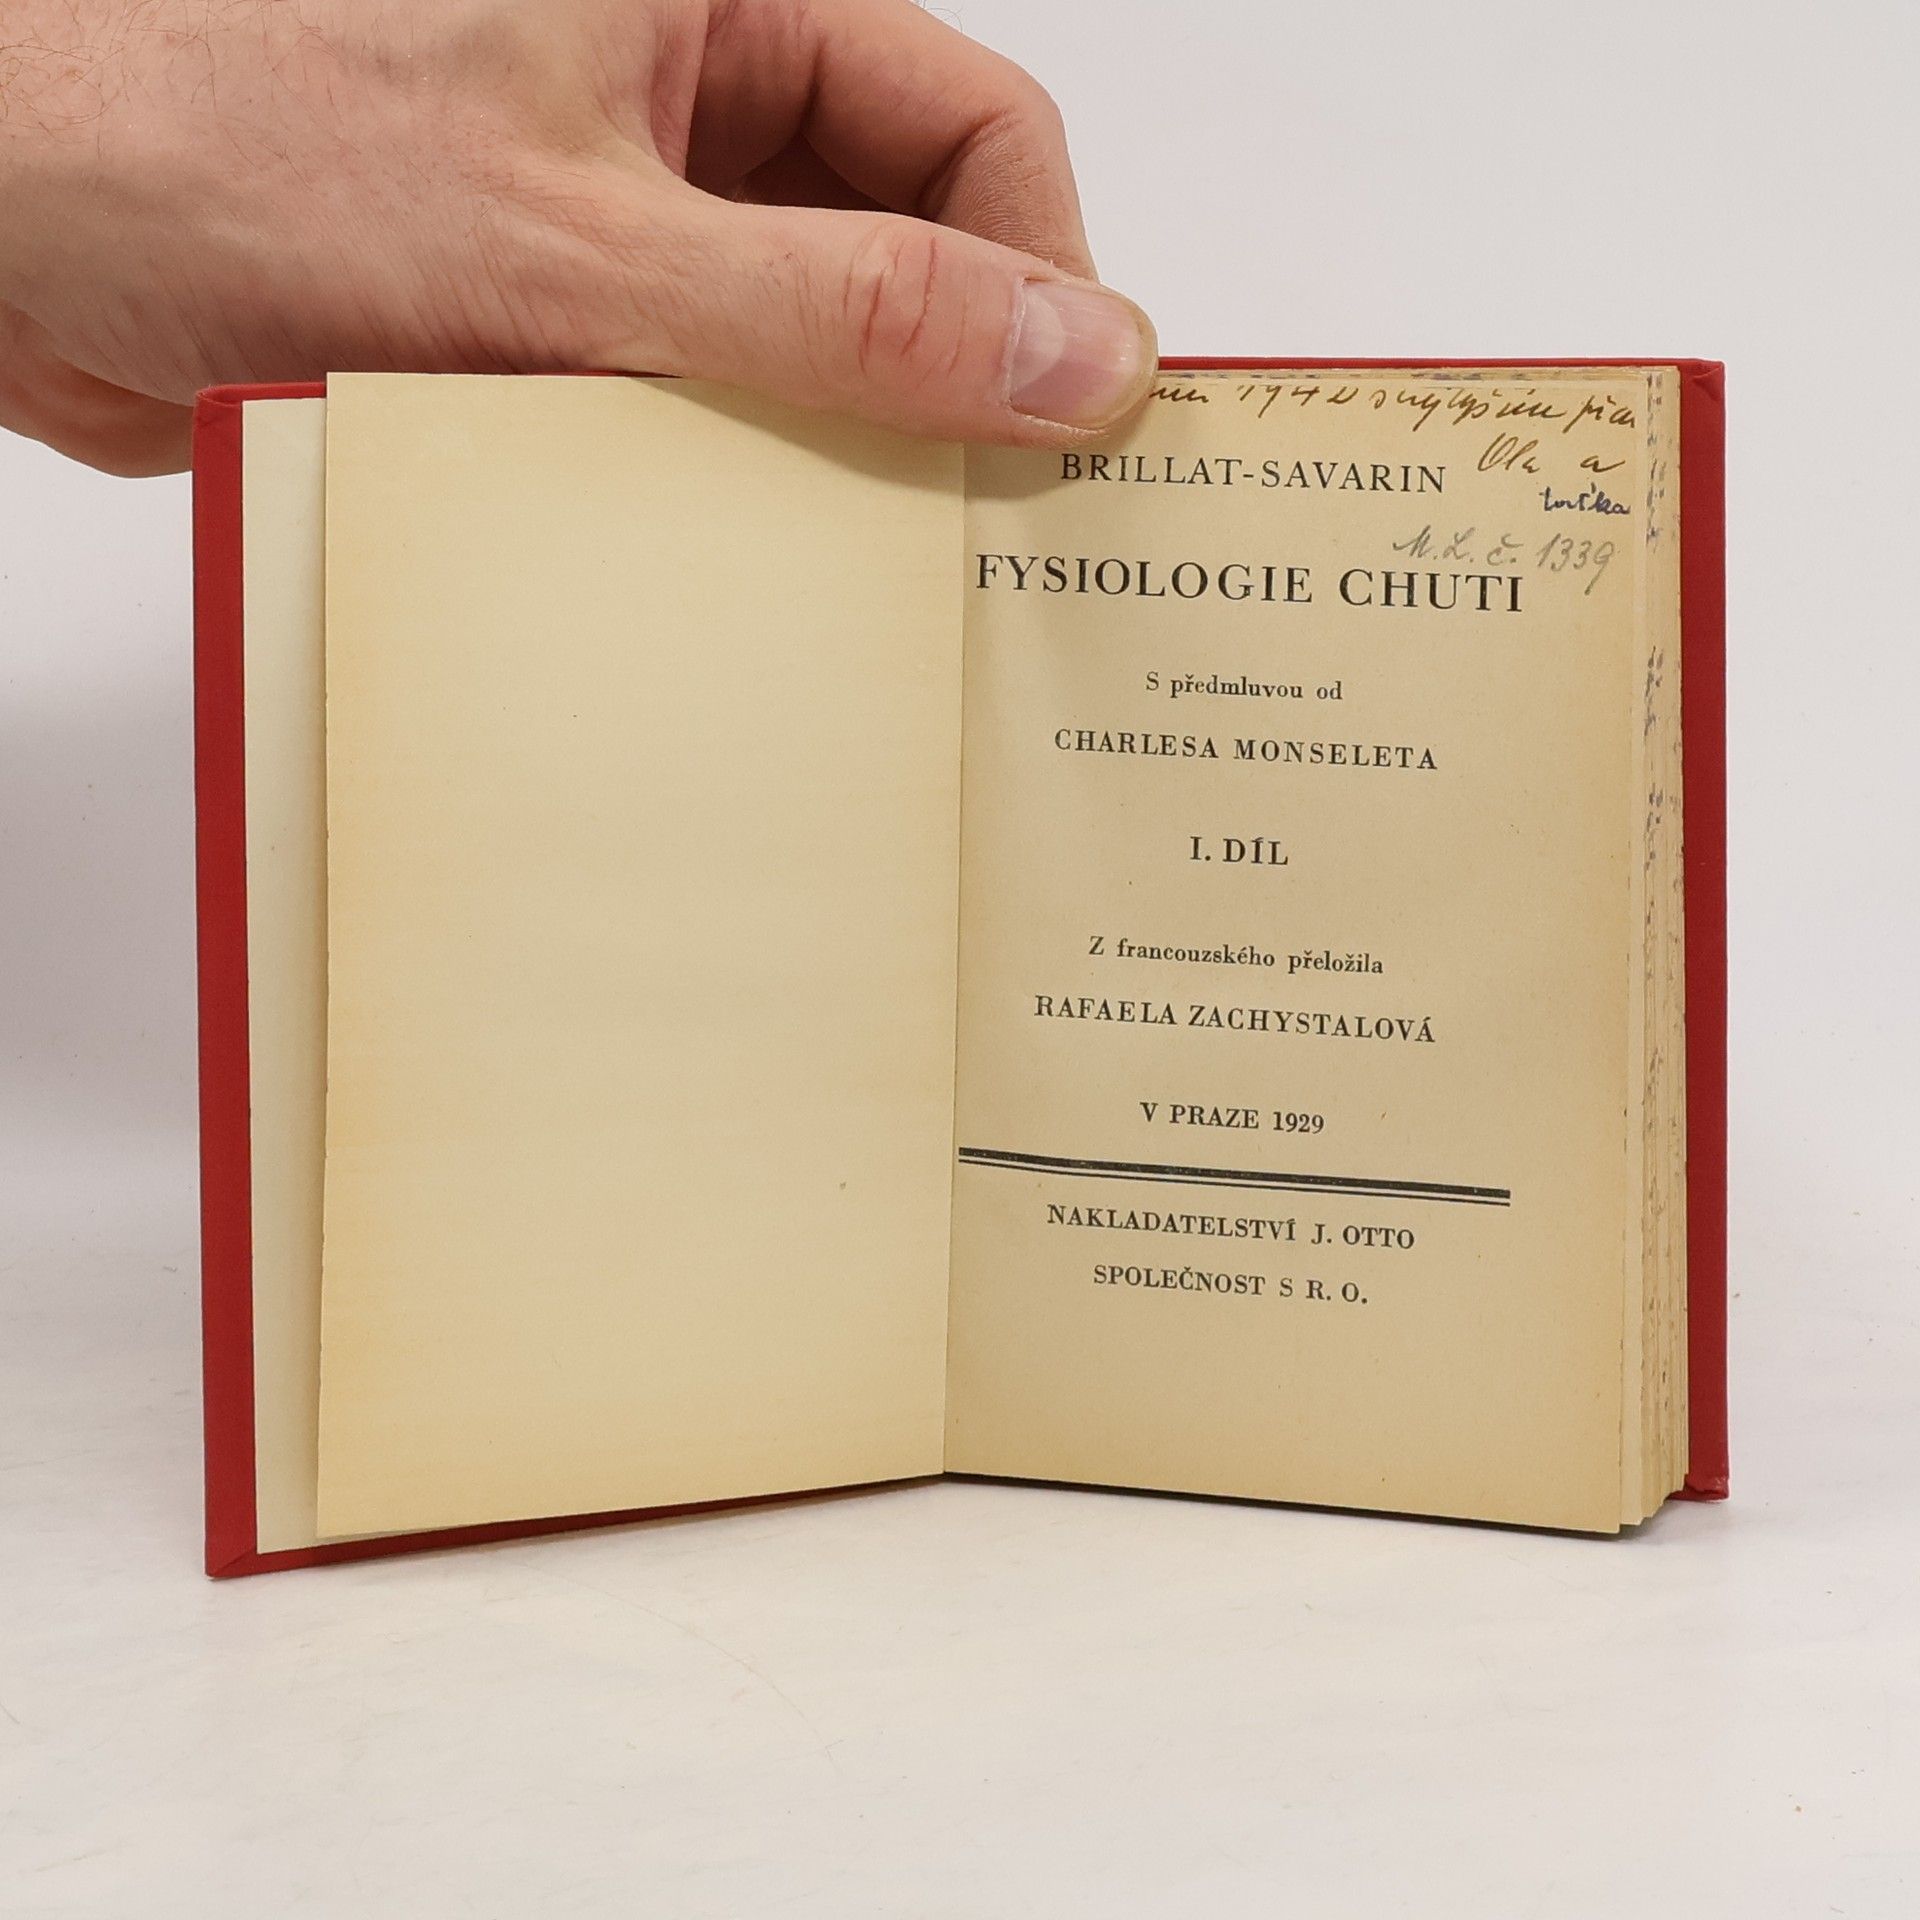 1942
Ola a
M. L. č. 1339
BRILLAT-SAVARIN
FYSIOLOGIE CHUTI
S předmluvou od
CHARLESA MONSELETA
I. DÍL
Z francouzského přeložila
RAFAELA ZACHYSTALOVÁ
V PRAZE 1929
NAKLADATELSTVÍ J. OTTO
SPOLEČNOST S R. O.